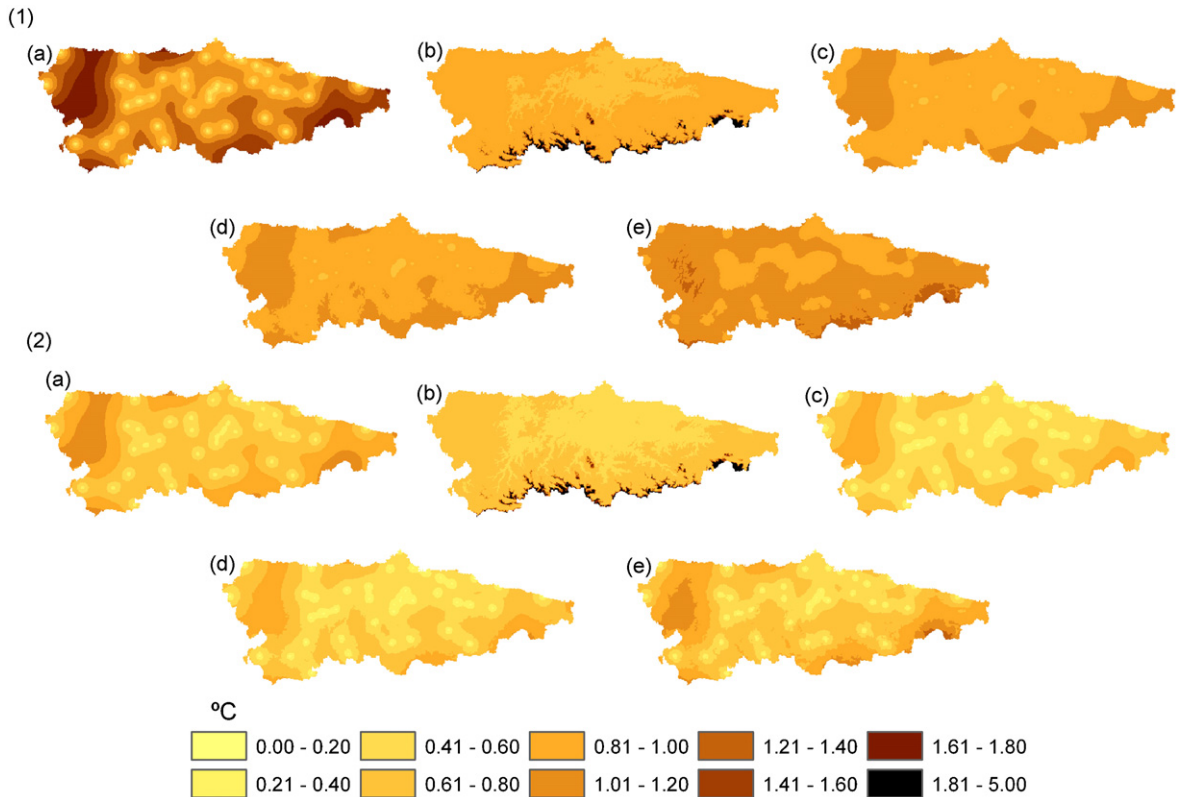 (1)
(a)
(b)
(c)
(d)
(e)
(2)
(a)
(b)
(c)
(d)
(e)
ºC
0.00 - 0.20
0.41 - 0.60
0.81 - 1.00
1.21 - 1.40
1.61 - 1.80
0.21 - 0.40
0.61 - 0.80
1.01 - 1.20
1.41 - 1.60
1.81 - 5.00